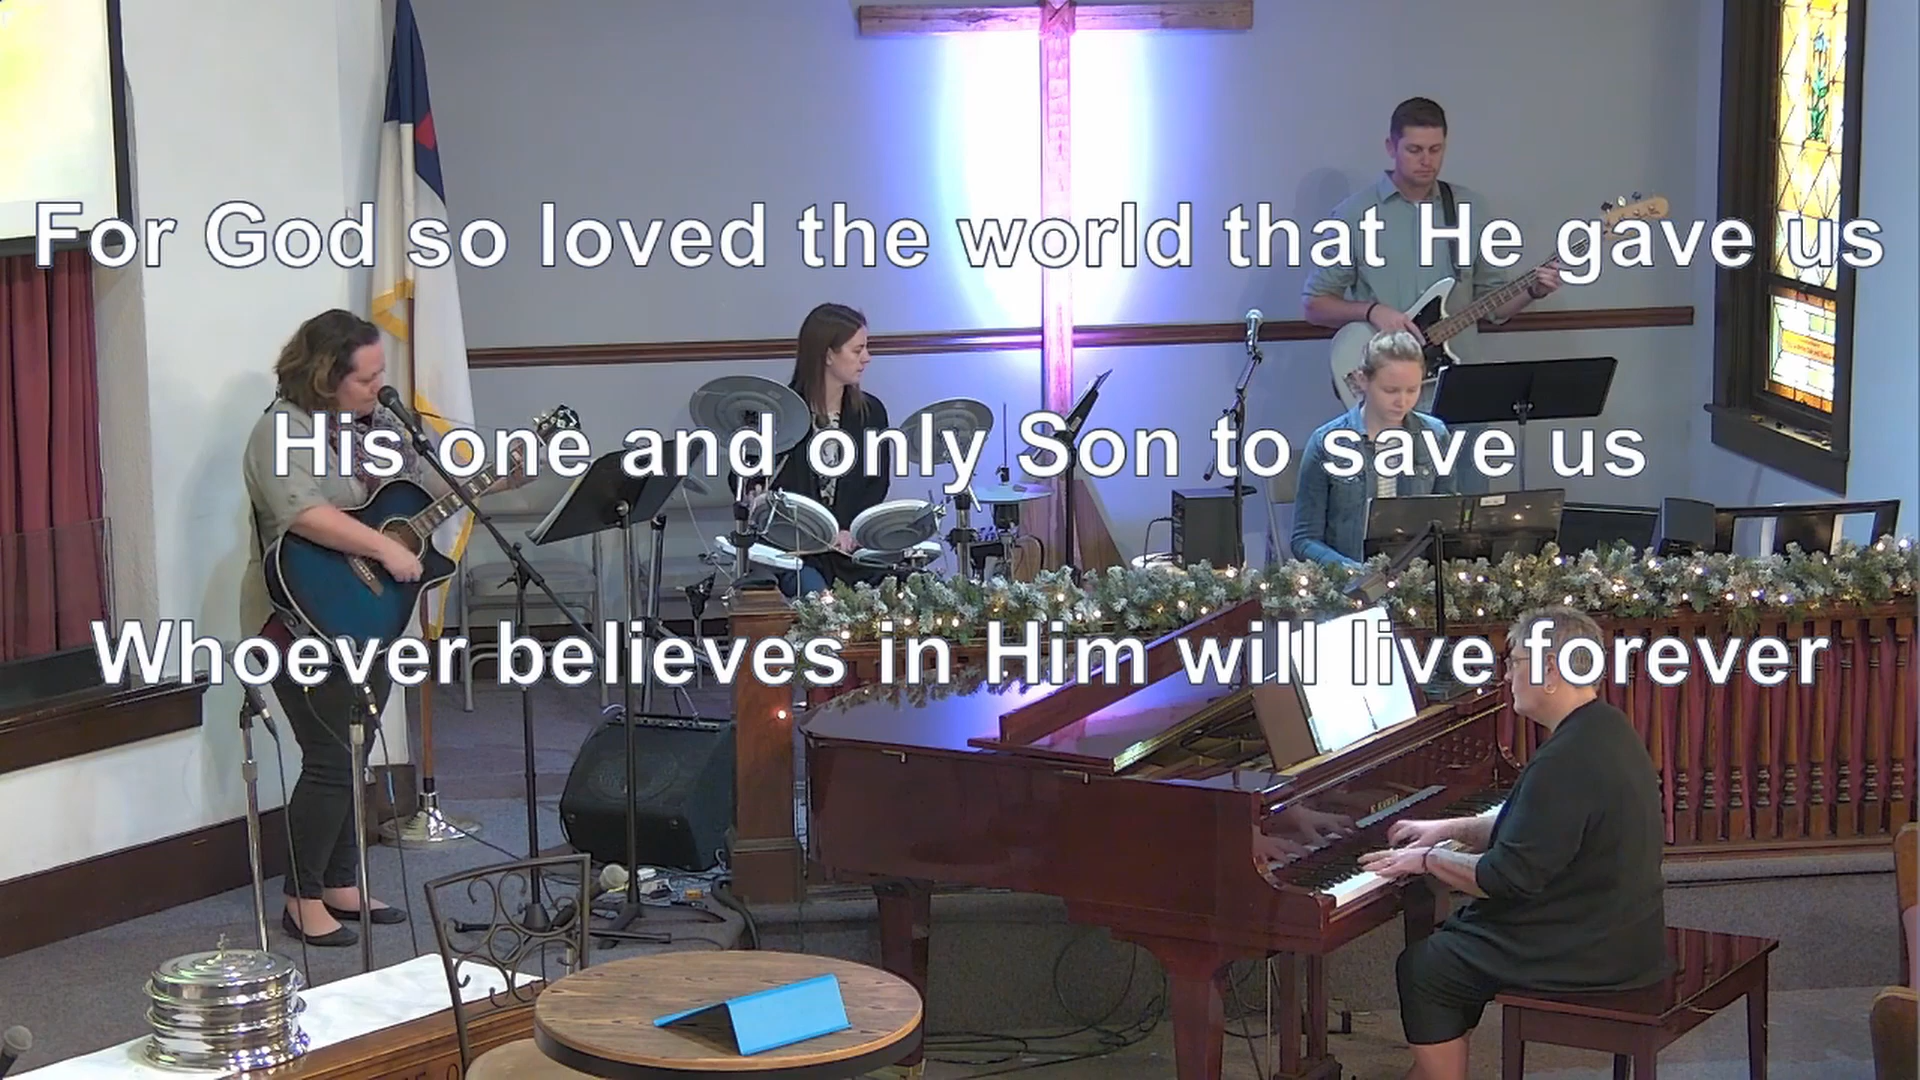 For God so loved the world that He gave us
His one and only Son to save us
Whoever believes in Him will live forever